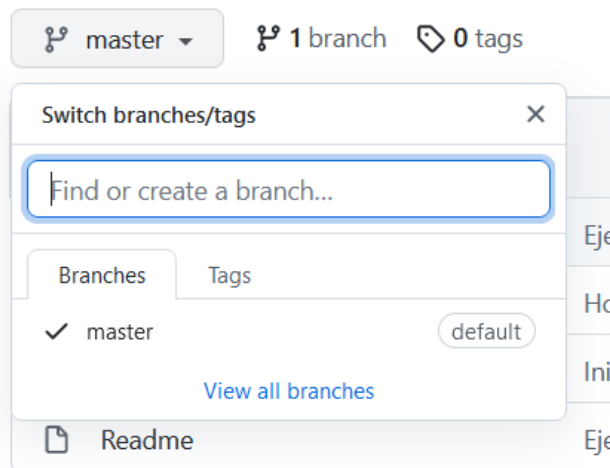 master 1 branch 0 tags
Switch branches/tags
Find or create a branch...
Branches Tags
master default
View all branches
Readme